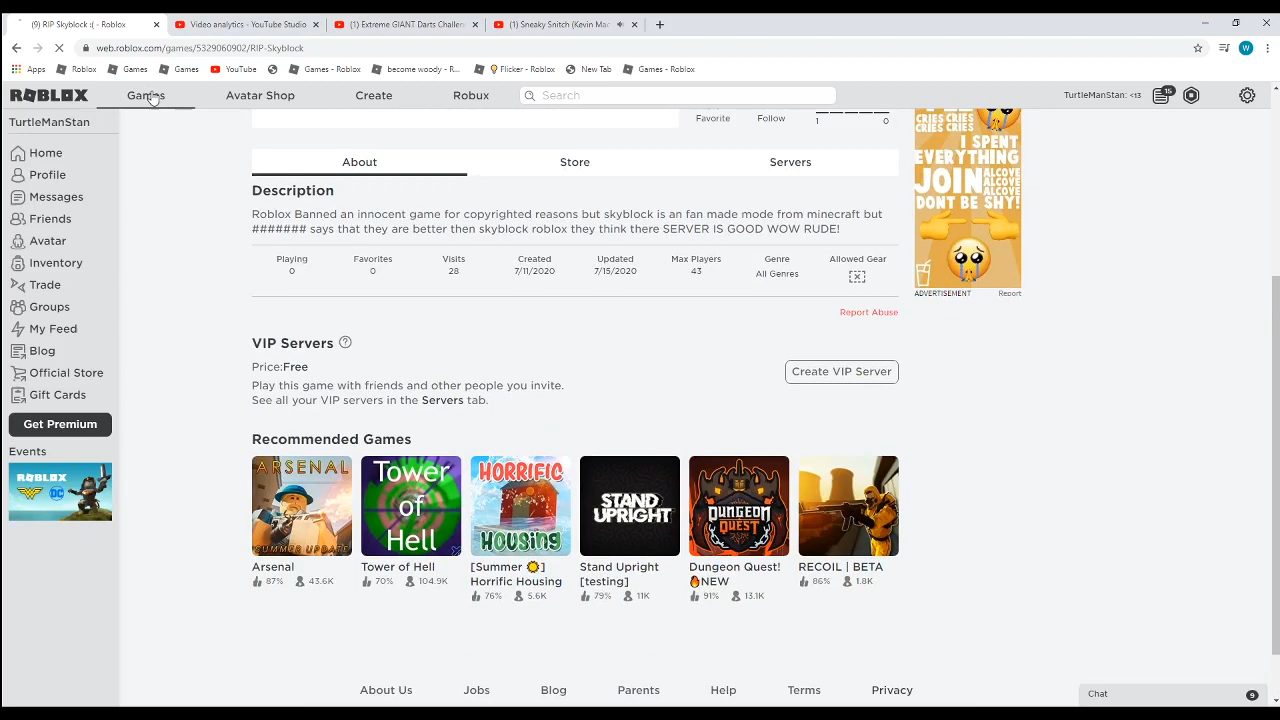 (9) RIP Skyblock :( - Roblox
Video analytics - YouTube Studio
(1) Extreme GIANT Darts Challen
(1) Sneaky Snitch (Kevin Mac
web.roblox.com/games/5329060902/RIP-Skyblock
W
Apps
Roblox
Games
Games
YouTube
Games - Roblox
become woody - R...
Flicker - Roblox
New Tab
Games - Roblox
ROBLOX
Games
Avatar Shop
Create
Robux
Search
TurtleManStan: <13
15
TurtleManStan
Home
Profile
Messages
Friends
Avatar
Inventory
Trade
Groups
My Feed
Blog
Official Store
Gift Cards
Get Premium
Events
ROBLOX
DC
Favorite
Follow
1
0
About
Store
Servers
Description
Roblox Banned an innocent game for copyrighted reasons but skyblock is an fan made mode from minecraft but
####### says that they are better then skyblock roblox they think there SERVER IS GOOD WOW RUDE!
Playing
Favorites
Visits
Created
Updated
Max Players
Genre
Allowed Gear
0
0
28
7/11/2020
7/15/2020
43
All Genres
Report Abuse
VIP Servers
Price:Free
Create VIP Server
Play this game with friends and other people you invite.
See all your VIP servers in the Servers tab.
Recommended Games
ARSENAL
SUMMER UPDATE
Tower
of
Hell
HORRIFIC
HOUSING
STAND
UPRIGHT
DUNGEON
QUEST
Arsenal
Tower of Hell
[Summer ☀️]
Horrific Housing
Stand Upright
[testing]
Dungeon Quest!
🔥NEW
RECOIL | BETA
87%
43.6K
70%
104.9K
76%
5.6K
79%
11K
91%
13.1K
86%
1.8K
CRIES CRIES
CRIES CRIES
I SPENT
EVERYTHING
JOIN ALCOVE
ALCOVE
DONT BE SHY!
ADVERTISEMENT
Report
About Us
Jobs
Blog
Parents
Help
Terms
Privacy
Chat
9